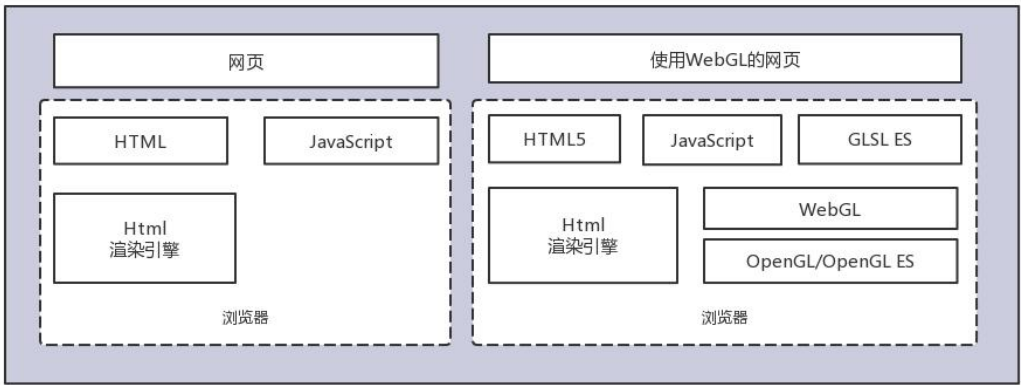 网页
HTML
JavaScript
Html
渲染引擎
浏览器
使用WebGL的网页
HTML5
JavaScript
GLSL ES
Html
渲染引擎
WebGL
OpenGL/OpenGL ES
浏览器